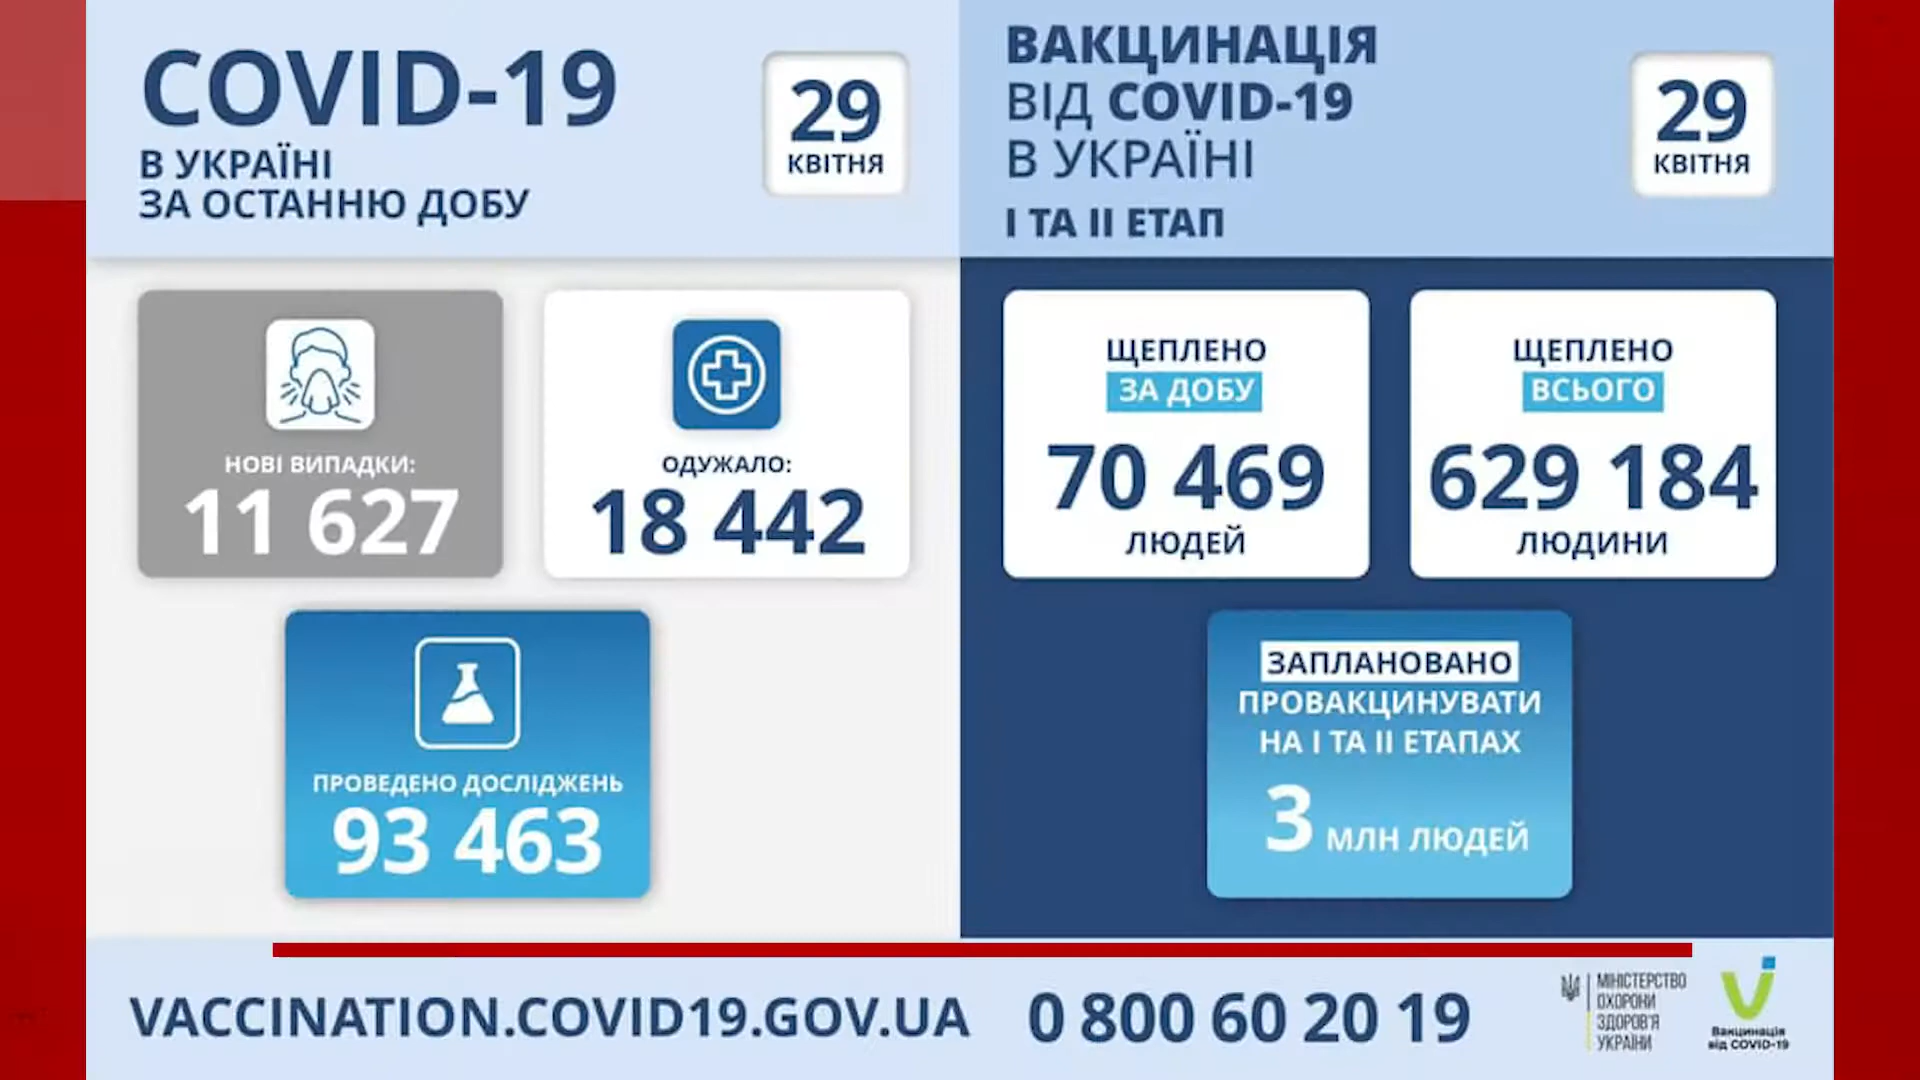 COVID-19
В УКРАЇНІ
ЗА ОСТАННЮ ДОБУ
29
КВІТНЯ
НОВІ ВИПАДКИ:
11 627
ОДУЖАЛО:
18 442
ПРОВЕДЕНО ДОСЛІДЖЕНЬ
93 463
ВАКЦИНАЦІЯ
ВІД COVID-19
В УКРАЇНІ
І ТА ІІ ЕТАП
29
КВІТНЯ
ЩЕПЛЕНО
ЗА ДОБУ
70 469
ЛЮДЕЙ
ЩЕПЛЕНО
ВСЬОГО
629 184
ЛЮДИНИ
ЗАПЛАНОВАНО
ПРОВАКЦИНУВАТИ
НА І ТА ІІ ЕТАПАХ
3 МЛН ЛЮДЕЙ
VACCINATION.COVID19.GOV.UA
0 800 60 20 19
МІНІСТЕРСТВО
ОХОРОНИ
ЗДОРОВ'Я
УКРАЇНИ
Вакцинація
від COVID-19